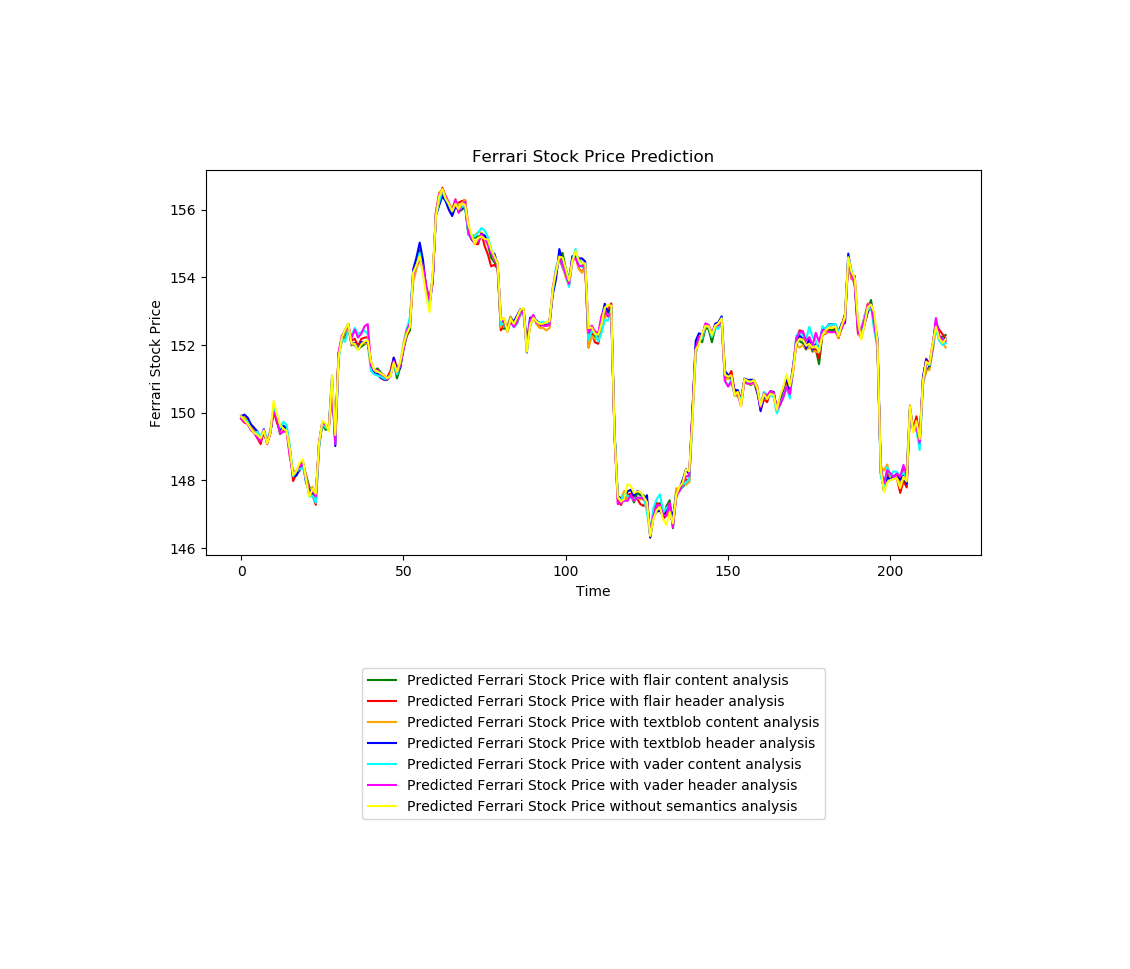 Ferrari Stock Price Prediction
Ferrari Stock Price
156
154
152
150
148
146
0 50 100 150 200
Time
Predicted Ferrari Stock Price with flair content analysis
Predicted Ferrari Stock Price with flair header analysis
Predicted Ferrari Stock Price with textblob content analysis
Predicted Ferrari Stock Price with textblob header analysis
Predicted Ferrari Stock Price with vader content analysis
Predicted Ferrari Stock Price with vader header analysis
Predicted Ferrari Stock Price without semantics analysis